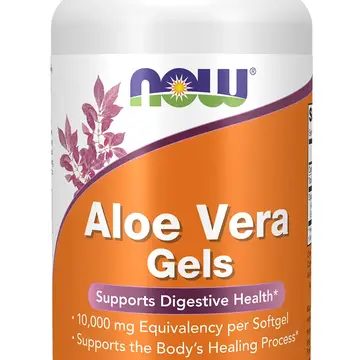 now®
Aloe Vera
Gels
Supports Digestive Health*
• 10,000 mg Equivalency per Softgel
• Supports the Body's Healing Process*